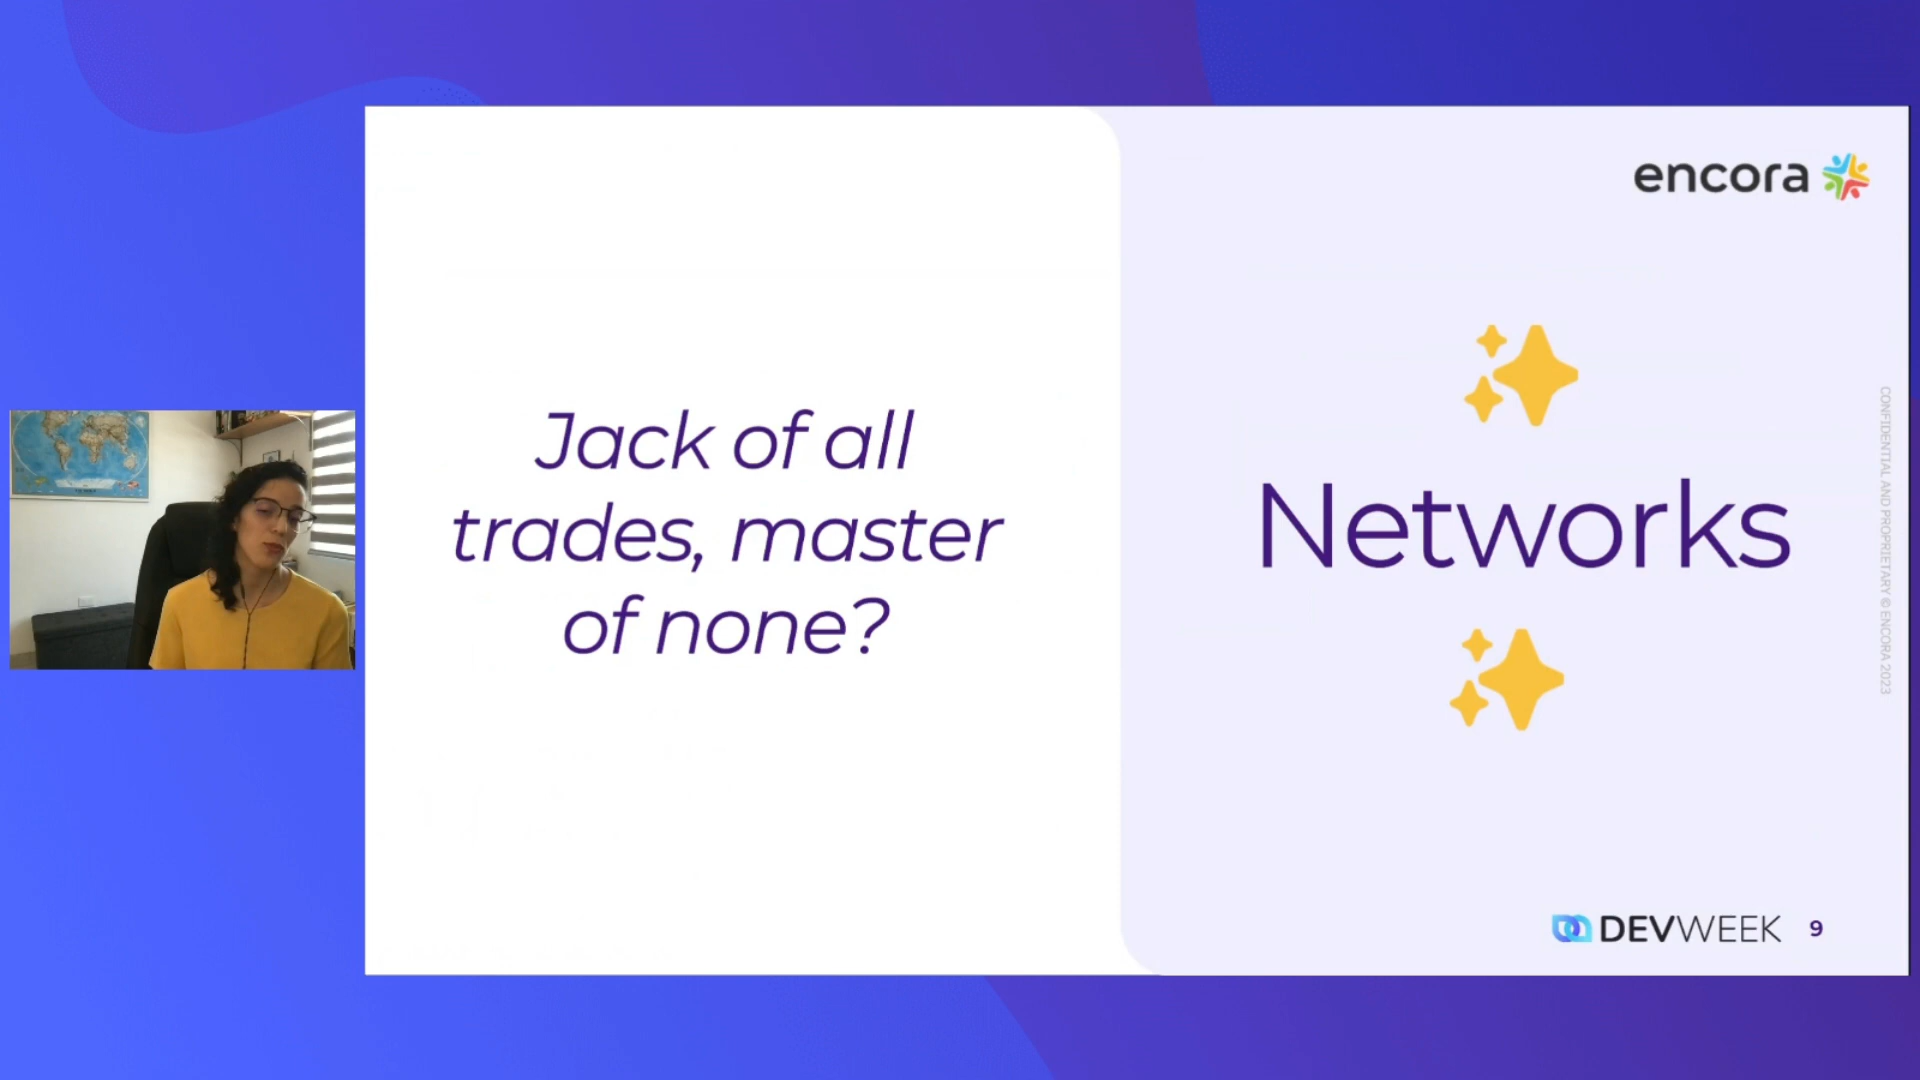 encora
Jack of all
trades, master
of none?
Networks
CONFIDENTIAL AND PROPRIETARY © ENCORA 2023
DEVWEEK 9